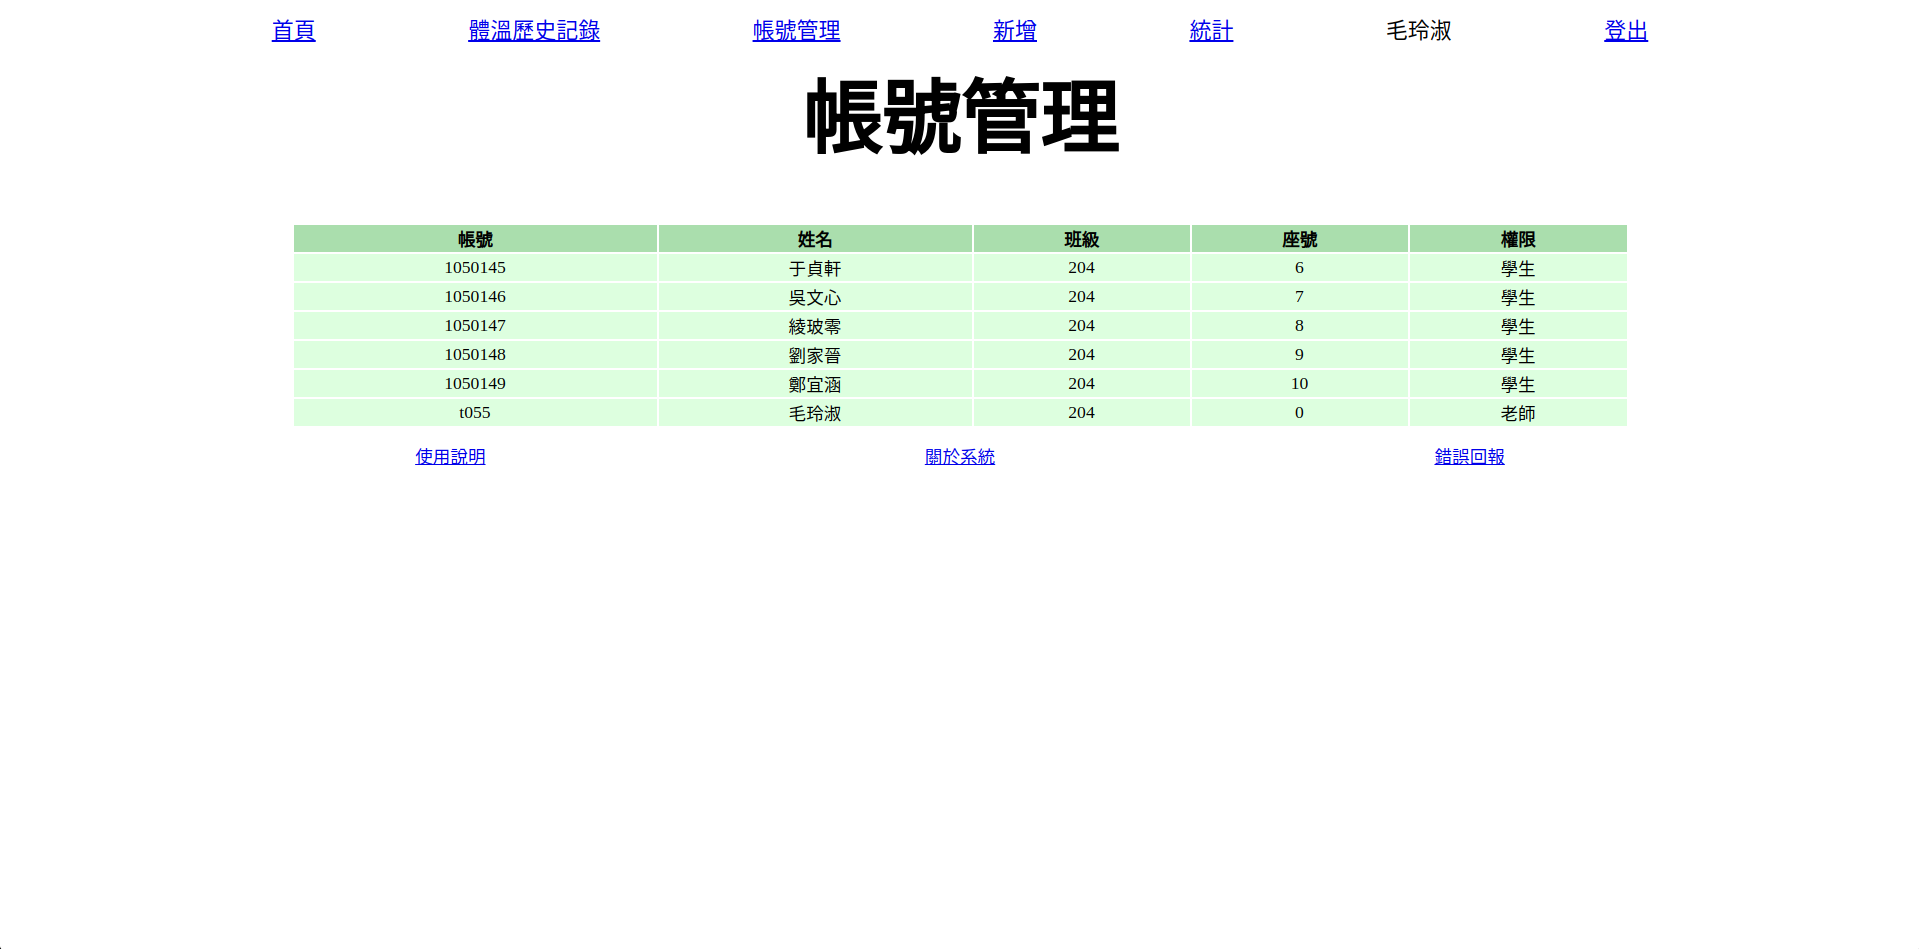 首頁 體溫歷史記錄 帳號管理 新增 統計 毛玲淑 登出
帳號管理
帳號 姓名 班級 座號 權限
1050145 于貞軒 204 6 學生
1050146 吳文心 204 7 學生
1050147 綾玻零 204 8 學生
1050148 劉家晉 204 9 學生
1050149 鄭宜涵 204 10 學生
t055 毛玲淑 204 0 老師
使用說明 關於系統 錯誤回報